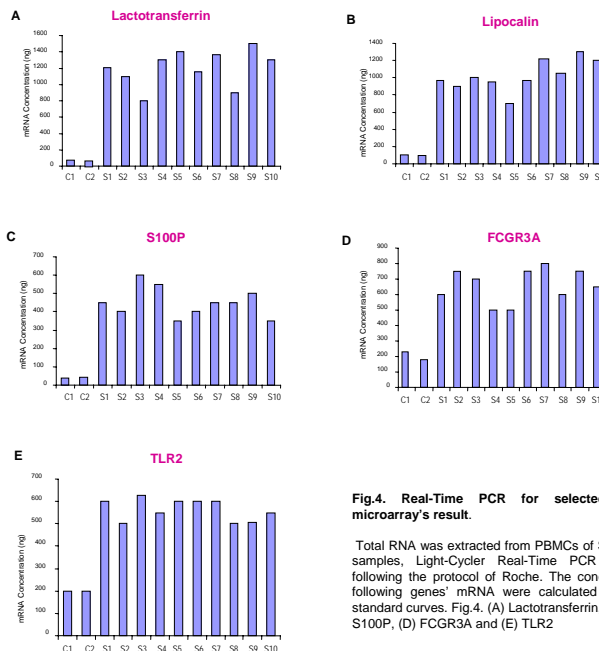 A
Lactotransferrin
mRNA Concentration (ng)
1600
1400
1200
1000
800
600
400
200
0
C1 C2 S1 S2 S3 S4 S5 S6 S7 S8 S9 S10
B
Lipocalin
mRNA Concentration (ng)
1400
1200
1000
800
600
400
200
0
C1 C2 S1 S2 S3 S4 S5 S6 S7 S8 S9
C
S100P
mRNA Concentration (ng)
700
600
500
400
300
200
100
0
C1 C2 S1 S2 S3 S4 S5 S6 S7 S8 S9 S10
D
FCGR3A
mRNA Concentration (ng)
900
800
700
600
500
400
300
200
100
0
C1 C2 S1 S2 S3 S4 S5 S6 S7 S8 S9
E
TLR2
mRNA Concentration (ng)
700
600
500
400
300
200
100
0
C1 C2 S1 S2 S3 S4 S5 S6 S7 S8 S9 S10
Fig.4. Real-Time PCR for selected
microarray's result.
Total RNA was extracted from PBMCs of
samples, Light-Cycler Real-Time PCR
following the protocol of Roche. The
following genes' mRNA were calculated
standard curves. Fig.4. (A) Lactotransferrin
S100P, (D) FCGR3A and (E) TLR2